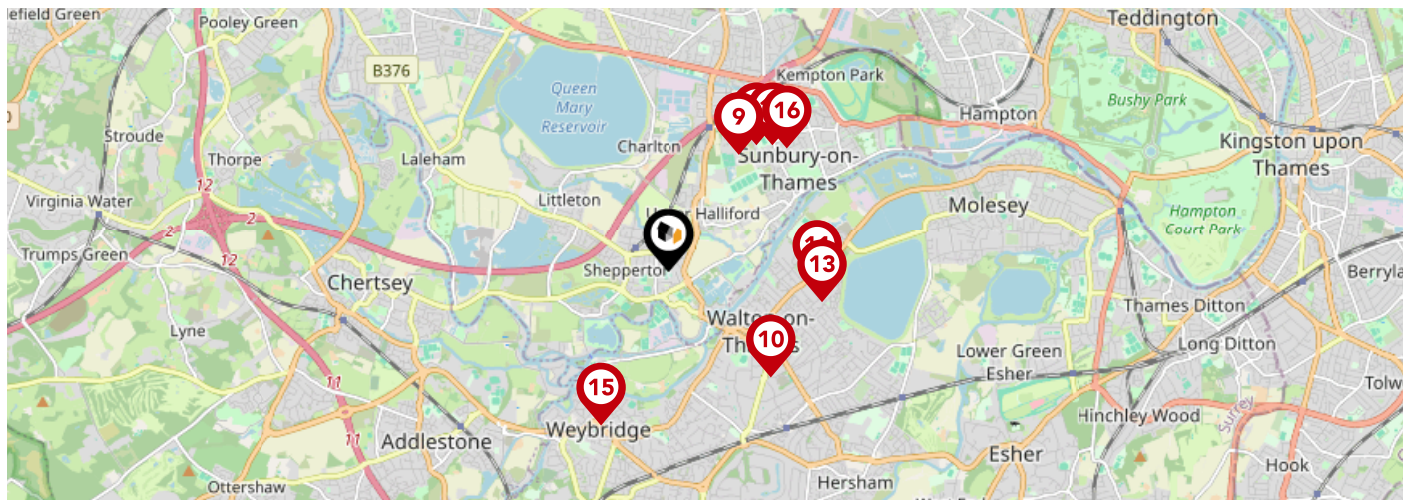 efield Green
Pooley Green
Teddington
B376
Kempton Park
Queen
Mary
Reservoir
Bushy Park
9
16
Hampton
Stroude
Charlton
Kingston upon
Thames
Thorpe
Laleham
Sunbury-on-
Thames
12
Virginia Water
Littleton
Halliford
Molesey
2
2
Hampton
Court Park
Trumps Green
12
Shepperton
13
Berryla
Chertsey
Thames Ditton
Lyne
10
Long Ditton
Lower Green
Esher
11
15
Tolw
Hinchley Wood
Surrey
Weybridge
11
Addlestone
Esher
Hook
Ottershaw
Hersham